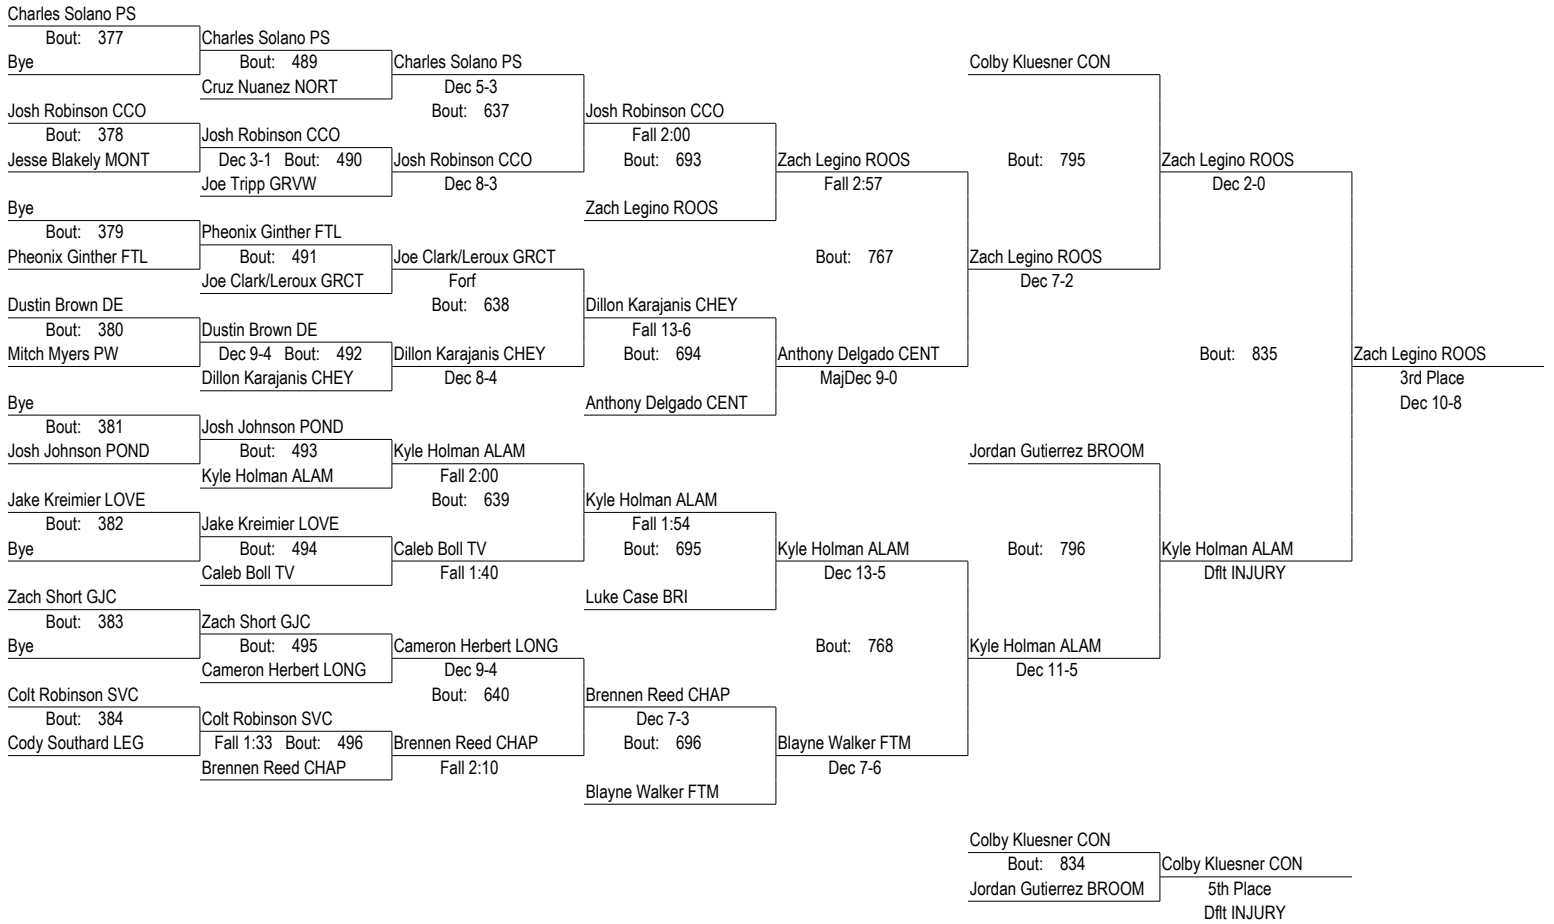 Charles Solano PS
Bout: 377
Bye
Josh Robinson CCO
Bout: 378
Jesse Blakely MONT
Bye
Bout: 379
Pheonix Ginther FTL
Dustin Brown DE
Bout: 380
Mitch Myers PW
Bye
Bout: 381
Josh Johnson POND
Jake Kreimier LOVE
Bout: 382
Bye
Zach Short GJC
Bout: 383
Bye
Colt Robinson SVC
Bout: 384
Cody Southard LEG
Charles Solano PS
Bout: 489
Cruz Nuanez NORT
Josh Robinson CCO
Dec 3-1 Bout: 490
Joe Tripp GRVW
Pheonix Ginther FTL
Bout: 491
Joe Clark/Leroux GRCT
Dustin Brown DE
Dec 9-4 Bout: 492
Dillon Karajanis CHEY
Josh Johnson POND
Bout: 493
Kyle Holman ALAM
Jake Kreimier LOVE
Bout: 494
Caleb Boll TV
Zach Short GJC
Bout: 495
Cameron Herbert LONG
Colt Robinson SVC
Fall 1:33 Bout: 496
Brennen Reed CHAP
Charles Solano PS
Dec 5-3
Bout: 637
Josh Robinson CCO
Dec 8-3
Joe Clark/Leroux GRCT
Forf
Bout: 638
Dillon Karajanis CHEY
Dec 8-4
Kyle Holman ALAM
Fall 2:00
Bout: 639
Caleb Boll TV
Fall 1:40
Cameron Herbert LONG
Dec 9-4
Bout: 640
Brennen Reed CHAP
Fall 2:10
Josh Robinson CCO
Fall 2:00
Bout: 693
Zach Legino ROOS
Dillon Karajanis CHEY
Fall 13-6
Bout: 694
Anthony Delgado CENT
Kyle Holman ALAM
Fall 1:54
Bout: 695
Luke Case BRI
Brennen Reed CHAP
Dec 7-3
Bout: 696
Blayne Walker FTM
Zach Legino ROOS
Fall 2:57
Bout: 767
Anthony Delgado CENT
MajDec 9-0
Kyle Holman ALAM
Dec 13-5
Bout: 768
Blayne Walker FTM
Dec 7-6
Colby Kluesner CON
Bout: 795
Zach Legino ROOS
Dec 7-2
Jordan Gutierrez BROOM
Bout: 796
Kyle Holman ALAM
Dec 11-5
Zach Legino ROOS
Dec 2-0
Bout: 835
Kyle Holman ALAM
Dflt INJURY
Zach Legino ROOS
3rd Place
Dec 10-8
Colby Kluesner CON
Bout: 834
Jordan Gutierrez BROOM
Colby Kluesner CON
5th Place
Dflt INJURY